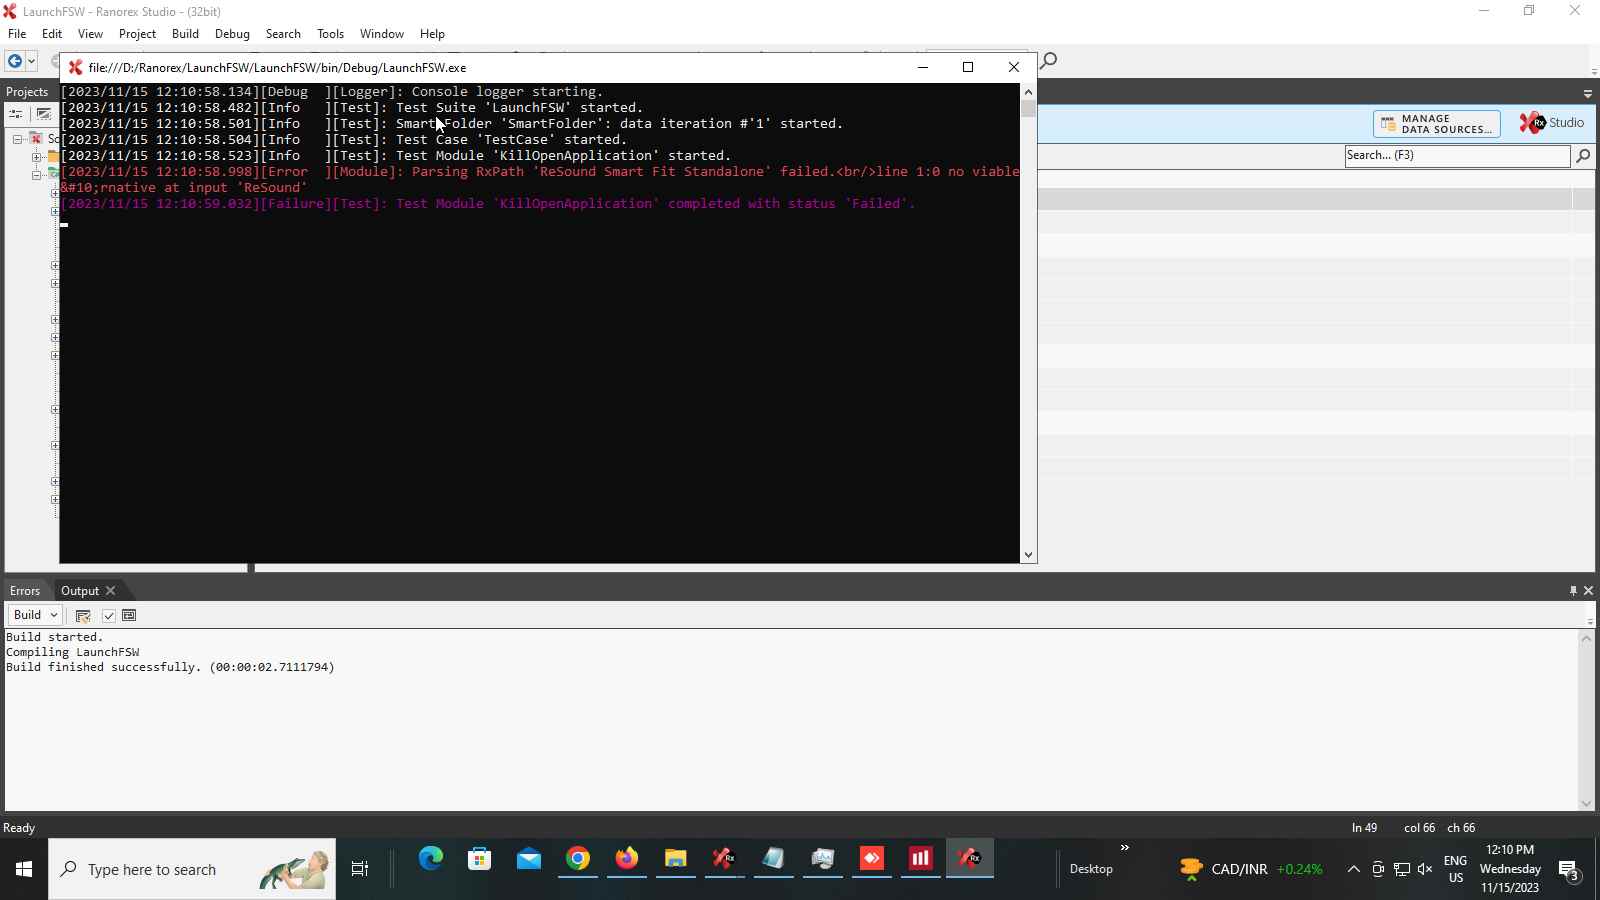 LaunchFSW - Ranorex Studio - (32bit)
File Edit View Project Build Debug Search Tools Window Help
file:///D:/Ranorex/LaunchFSW/LaunchFSW/bin/Debug/LaunchFSW.exe
Projects
[2023/11/15 12:10:58.134][Debug  ][Logger]: Console logger starting.
[2023/11/15 12:10:58.482][Info   ][Test]: Test Suite 'LaunchFSW' started.
[2023/11/15 12:10:58.501][Info   ][Test]: Smart Folder 'SmartFolder': data iteration #'1' started.
[2023/11/15 12:10:58.504][Info   ][Test]: Test Case 'TestCase' started.
[2023/11/15 12:10:58.523][Info   ][Test]: Test Module 'KillOpenApplication' started.
[2023/11/15 12:10:58.998][Error  ][Module]: Parsing RxPath 'ReSound Smart Fit Standalone' failed.<br/>line 1:0 no viable
&#10;rnative at input 'ReSound'
[2023/11/15 12:10:59.032][Failure][Test]: Test Module 'KillOpenApplication' completed with status 'Failed'.
MANAGE
DATA SOURCES...
Rx Studio
Search... (F3)
Errors Output
Build
Build started.
Compiling LaunchFSW
Build finished successfully. (00:00:02.7111794)
Ready
ln 49 col 66 ch 66
Type here to search
Rx
Rx
Desktop
CAD/INR +0.24%
ENG
US
12:10 PM
Wednesday
11/15/2023
3